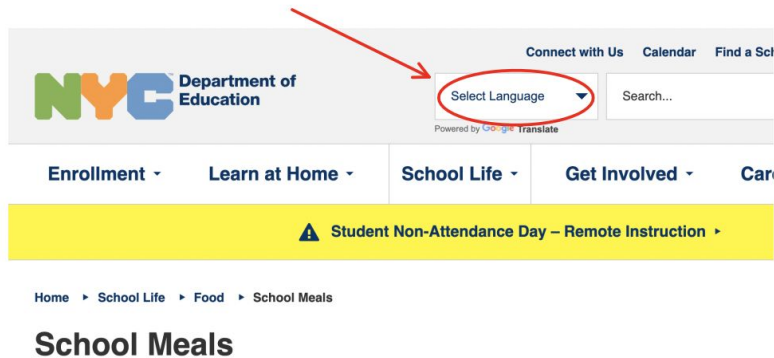 Connect with Us Calendar Find a Sch
NYC Department of Education
Select Language
Search...
Powered by Google Translate
Enrollment Learn at Home School Life Get Involved Care
Student Non-Attendance Day – Remote Instruction
Home School Life Food School Meals
School Meals